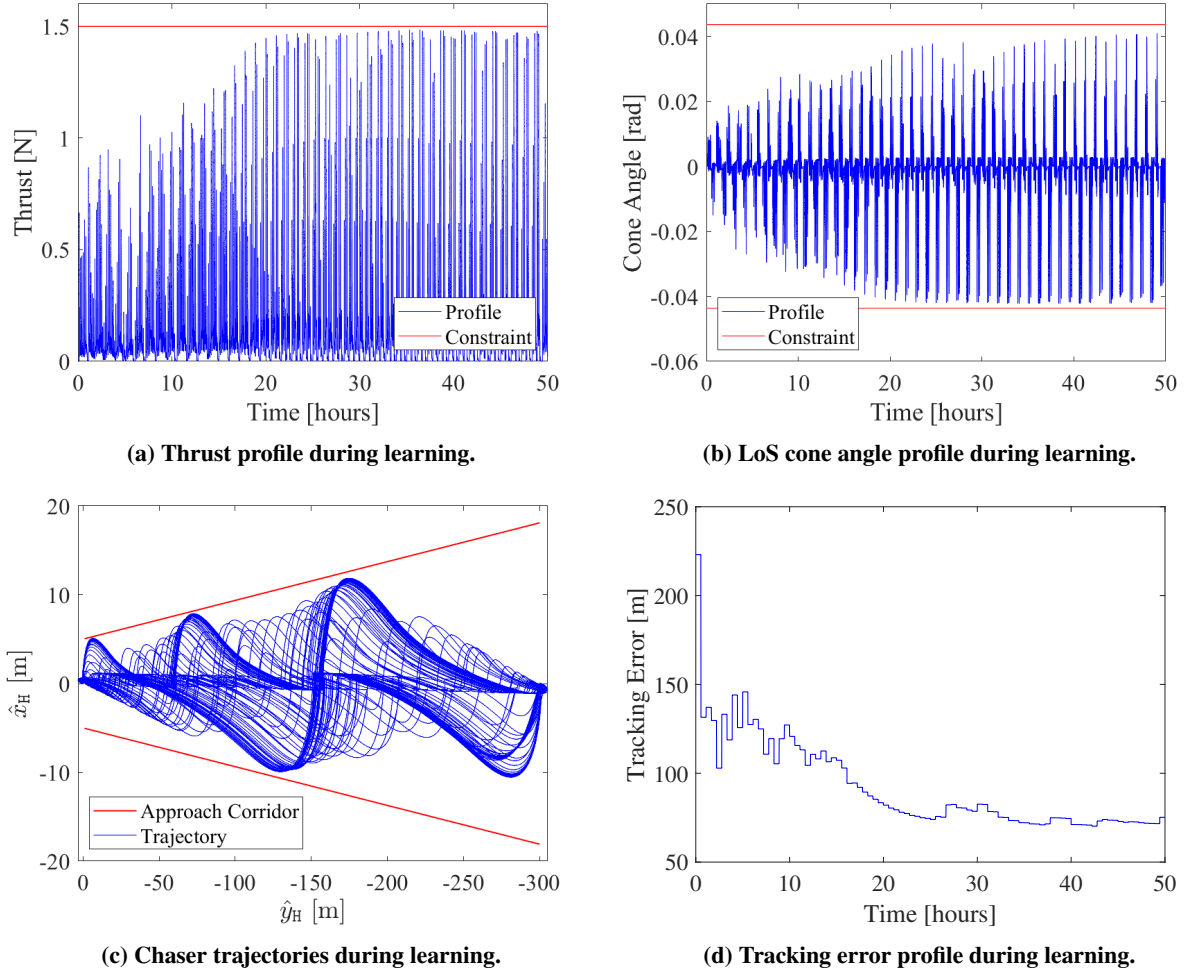 1.5
1
0.5
0
Thrust [N]
Profile
Constraint
0 10 20 30 40 50
Time [hours]
(a) Thrust profile during learning.
0.04
0.02
0
-0.02
-0.04
-0.06
Cone Angle [rad]
Profile
Constraint
0 10 20 30 40 50
Time [hours]
(b) LoS cone angle profile during learning.
20
10
0
-10
-20
x̂_H [m]
Approach Corridor
Trajectory
0 -50 -100 -150 -200 -250 -300
ŷ_H [m]
(c) Chaser trajectories during learning.
250
200
150
100
50
Tracking Error [m]
0 10 20 30 40 50
Time [hours]
(d) Tracking error profile during learning.